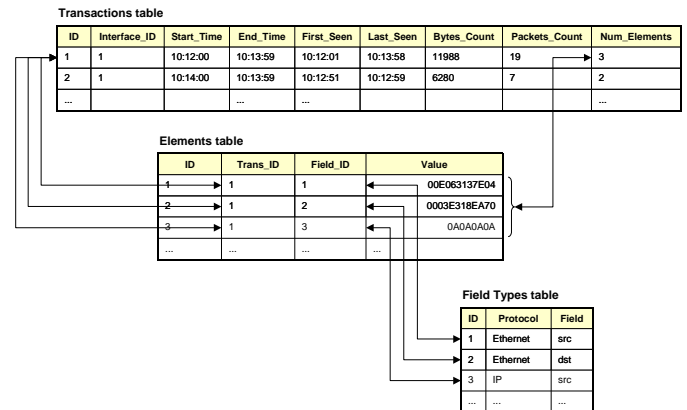 Transactions table
ID Interface_ID Start_Time End_Time First_Seen Last_Seen Bytes_Count Packets_Count Num_Elements
1 1 10:12:00 10:13:59 10:12:01 10:13:58 11988 19 3
2 1 10:14:00 10:13:59 10:12:51 10:12:59 6280 7 2
... ... ... ...
Elements table
ID Trans_ID Field_ID Value
1 1 1 00E063137E04
2 1 2 0003E318EA70
3 1 3 0A0A0A0A
... ... ... ...
Field Types table
ID Protocol Field
1 Ethernet src
2 Ethernet dst
3 IP src
... ... ...